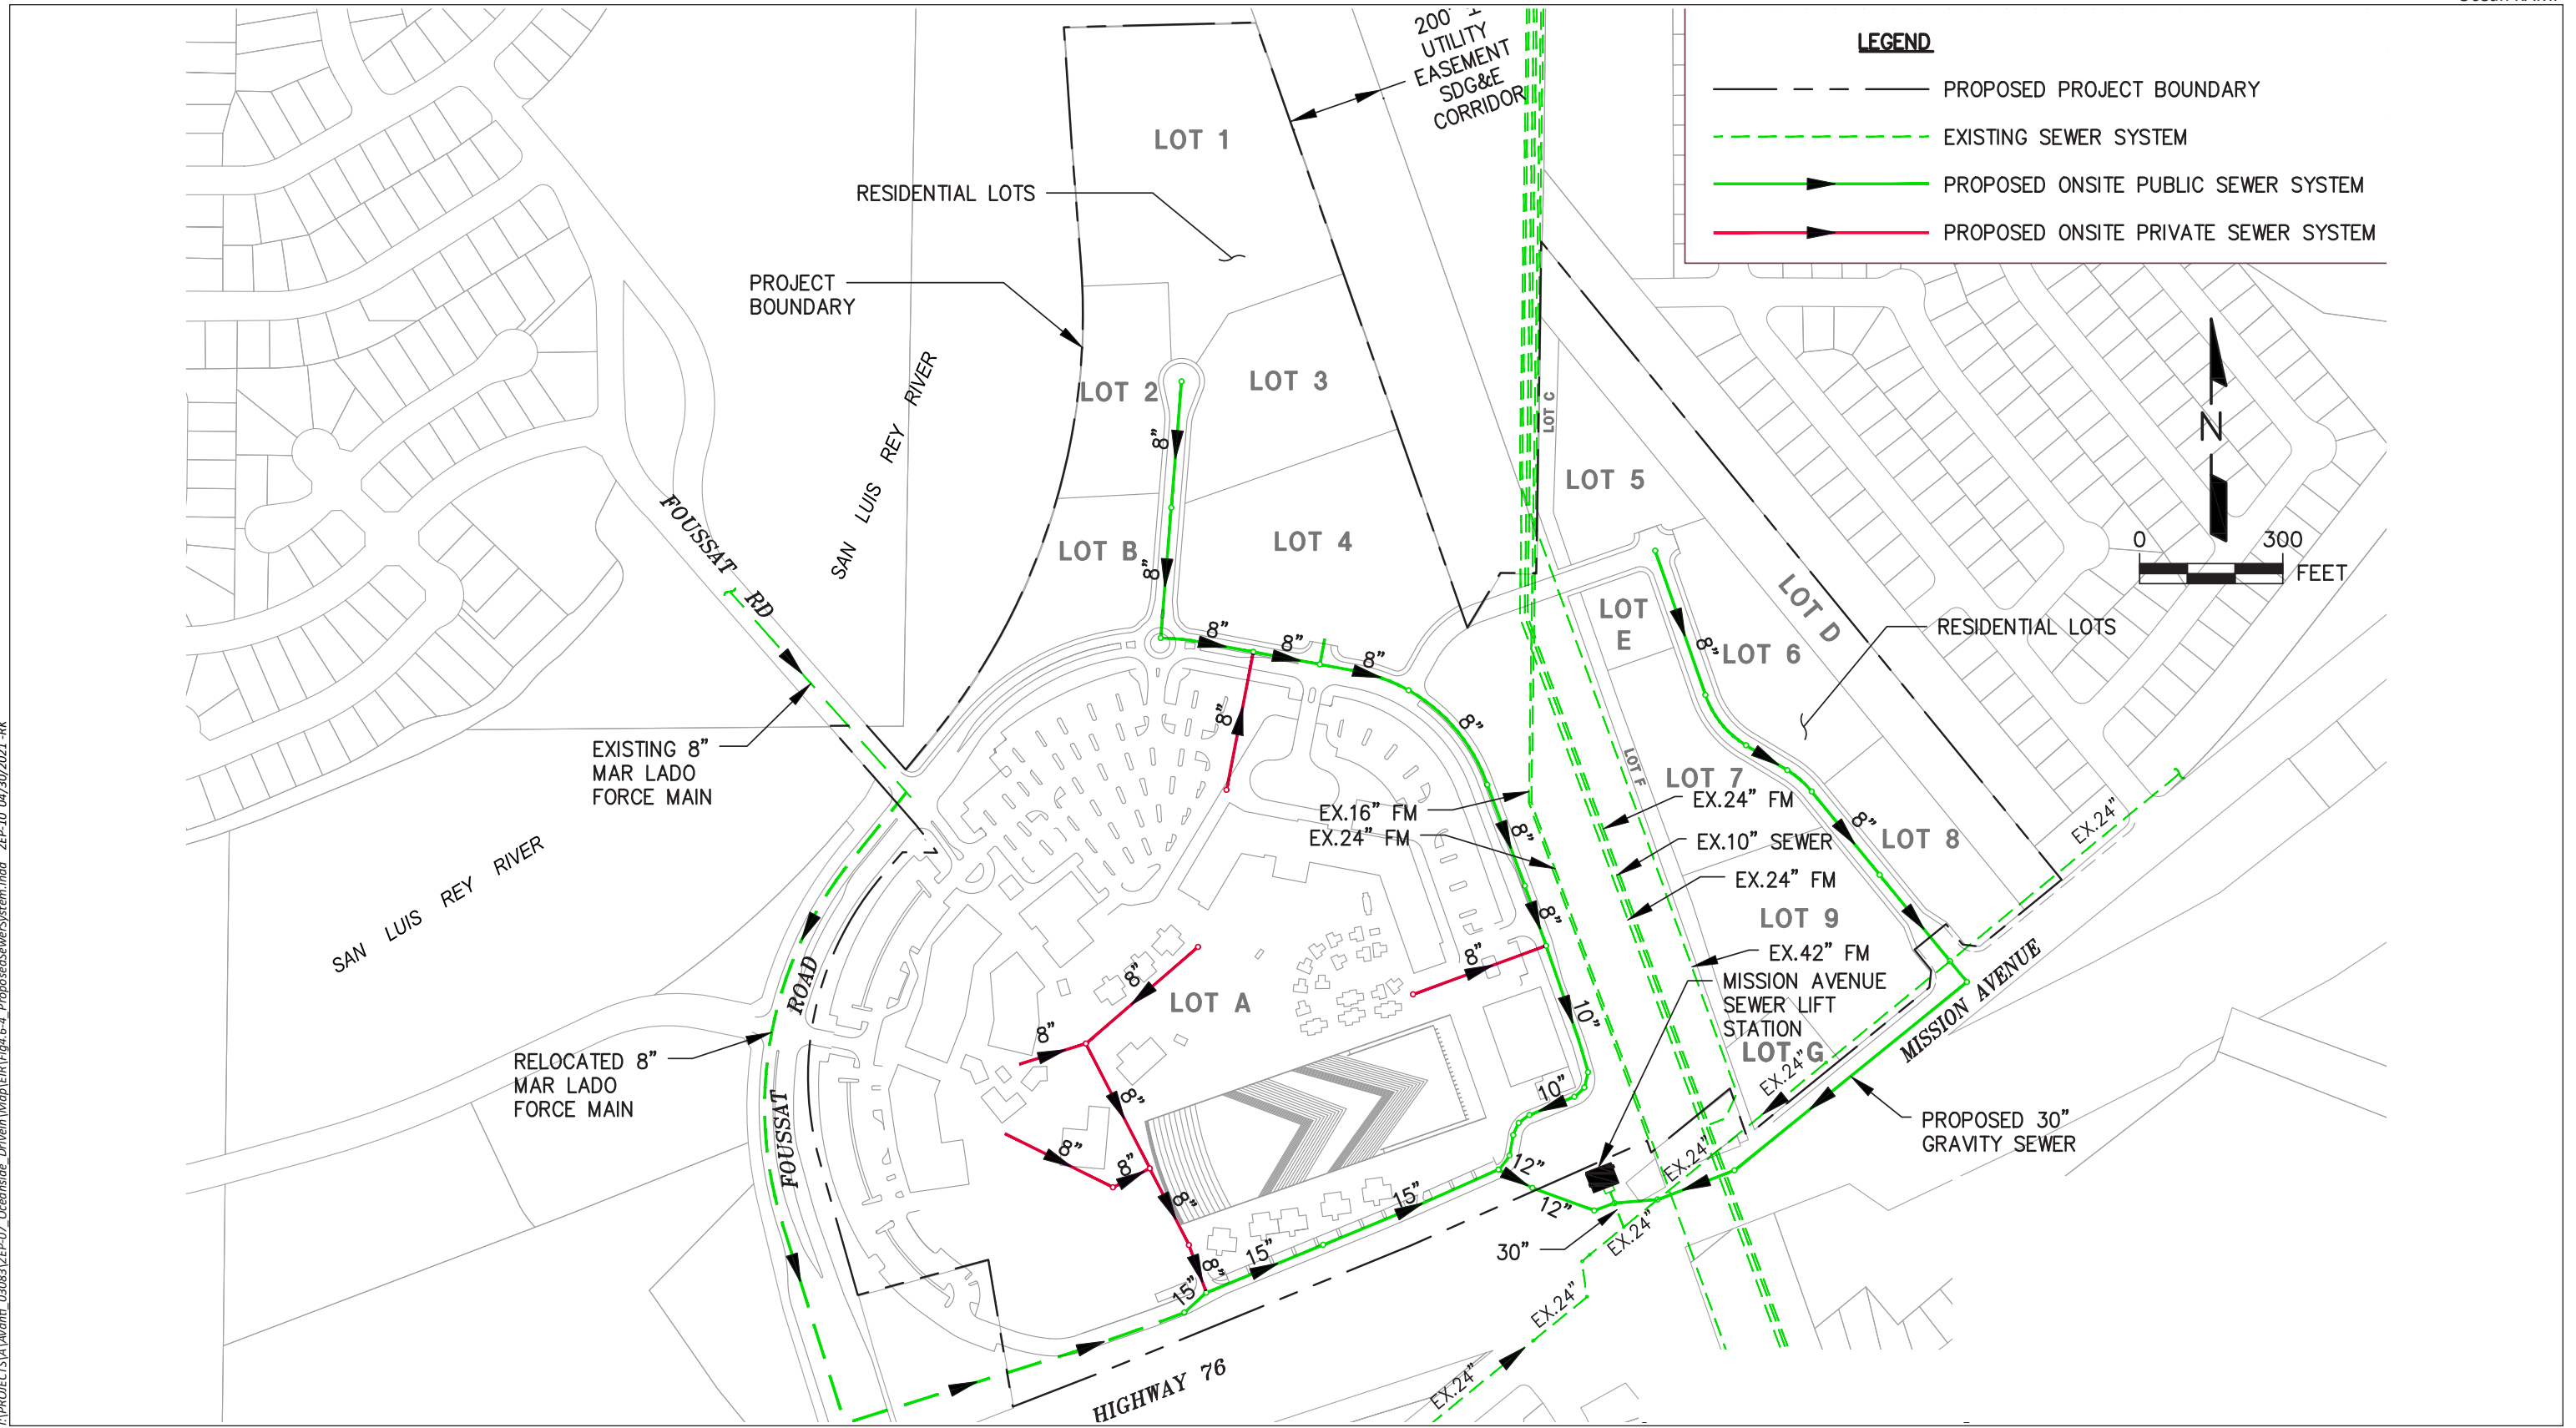 LEGEND
PROPOSED PROJECT BOUNDARY
EXISTING SEWER SYSTEM
PROPOSED ONSITE PUBLIC SEWER SYSTEM
PROPOSED ONSITE PRIVATE SEWER SYSTEM
UTILITY
EASEMENT
SDG&E
CORRIDOR
LOT 1
RESIDENTIAL LOTS
PROJECT
BOUNDARY
LOT 2
LOT 3
LOT C
N
0 300
FEET
LOT 5
SAN LUIS REY RIVER
FOUSSAT RD
8"
8"
LOT B
LOT 4
LOT E
LOT D
RESIDENTIAL LOTS
LOT 6
8"
8"
8"
8"
8"
8"
EXISTING 8"
MAR LADO
FORCE MAIN
LOT F
LOT 7
EX.24" FM
EX.16" FM
EX.24" FM
EX.10" SEWER
EX.24" FM
8"
LOT 8
EX.24"
8"
8"
LOT 9
EX.42" FM
SAN LUIS REY RIVER
8"
8"
LOT A
MISSION AVENUE
SEWER LIFT
STATION
MISSION AVENUE
10"
LOT G
EX.24"
RELOCATED 8"
MAR LADO
FORCE MAIN
FOUSSAT ROAD
8"
8"
10"
PROPOSED 30"
GRAVITY SEWER
8"
8"
8"
12"
12"
EX.24"
EX.24"
30"
15"
15"
8"
15"
EX.24"
EX.24"
HIGHWAY 76